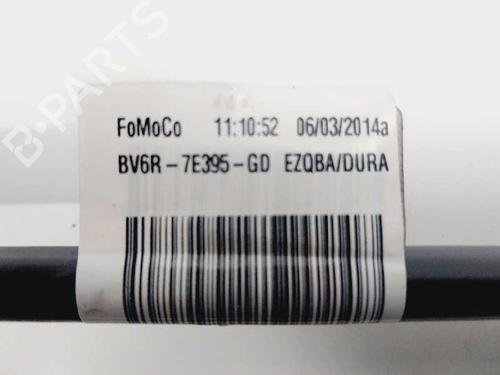 FoMoCo 11:10:52 06/03/2014a
BV6R-7E395-GD EZQBA/DURA
B-PARTS